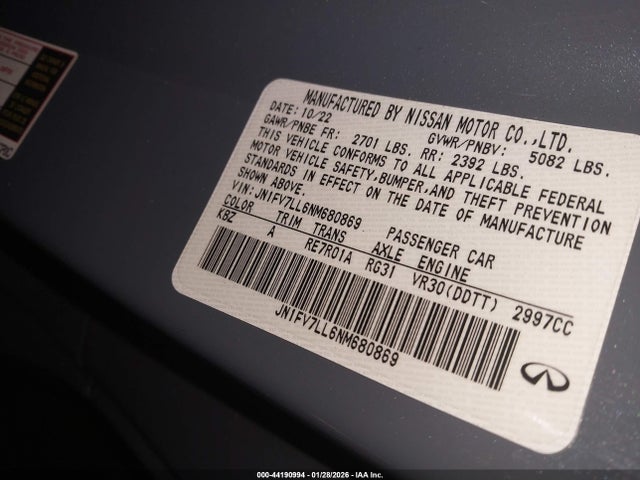 MANUFACTURED BY NISSAN MOTOR CO.,LTD.
DATE: 10/22 GVWR/PNBV: 5082 LBS.
GAWR/PNBE FR: 2701 LBS. RR: 2392 LBS.
THIS VEHICLE CONFORMS TO ALL APPLICABLE FEDERAL
MOTOR VEHICLE SAFETY,BUMPER,AND THEFT PREVENTION
STANDARDS IN EFFECT ON THE DATE OF MANUFACTURE
SHOWN ABOVE.
VIN:JN1FV7LL6NM680869 PASSENGER CAR
COLOR TRIM TRANS AXLE ENGINE
KBZ A RE7R01A RG31 VR30(DDTT) 2997CC
JN1FV7LL6NM680869
000-44190994 - 01/28/2026 - IAA Inc.